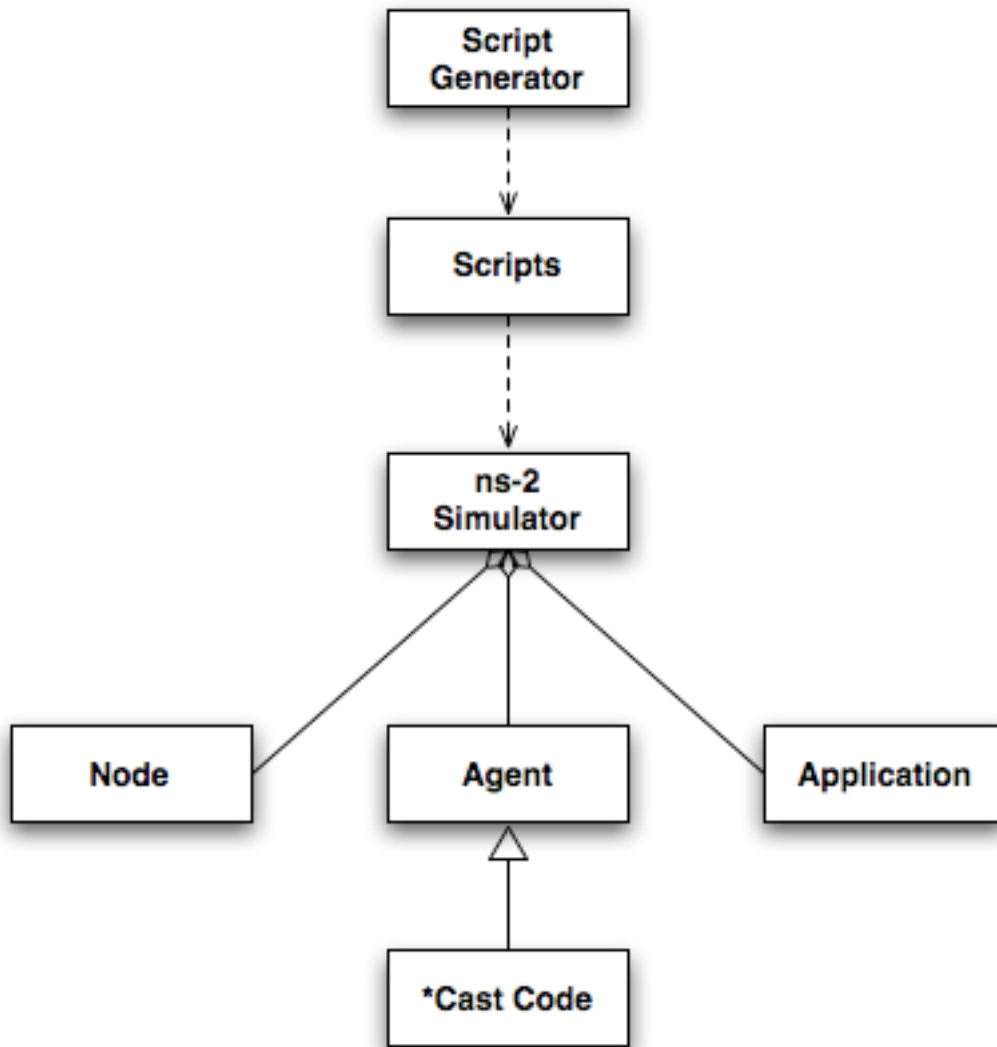 Script
Generator
Scripts
ns-2
Simulator
Node
Agent
Application
*Cast Code